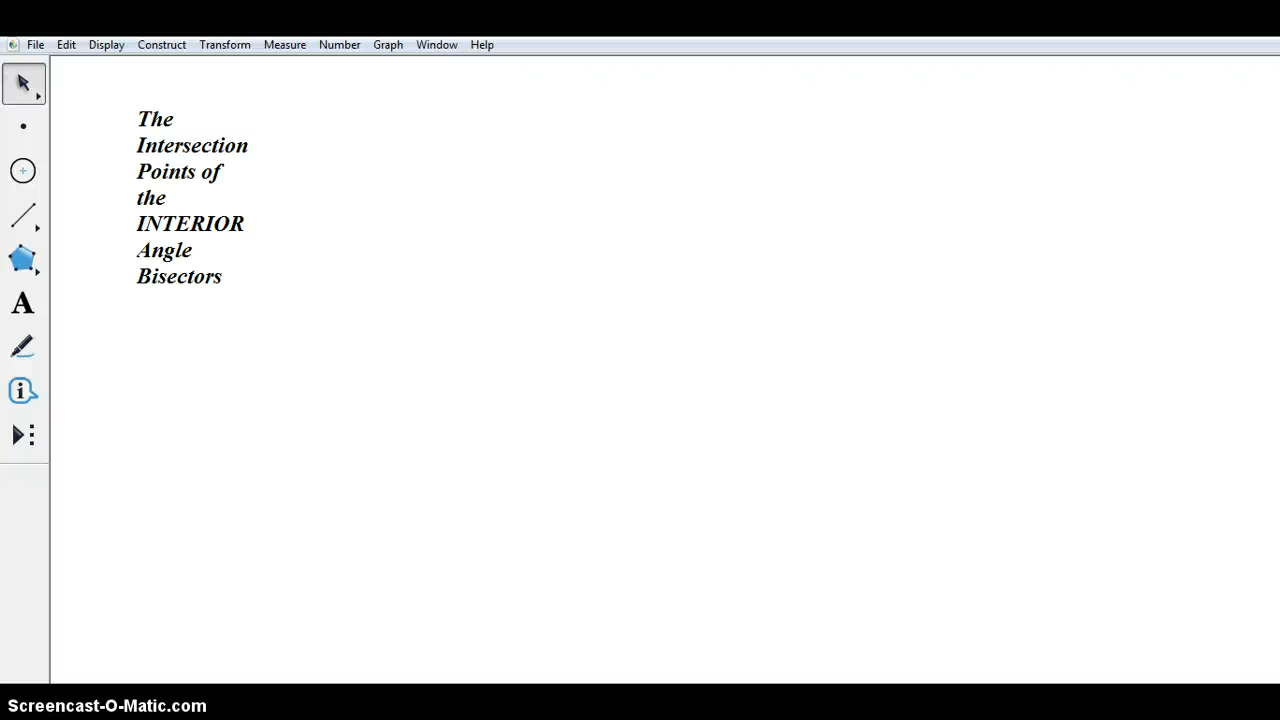 File Edit Display Construct Transform Measure Number Graph Window Help
The
Intersection
Points of
the
INTERIOR
Angle
Bisectors
A
i
Screencast-O-Matic.com